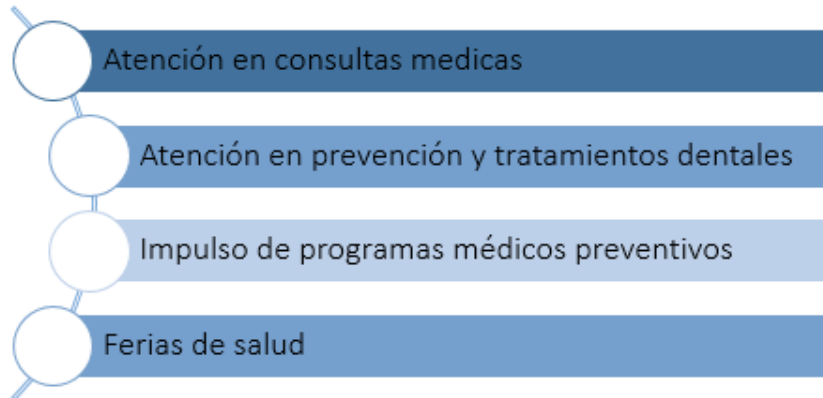 Atención en consultas medicas
Atención en prevención y tratamientos dentales
Impulso de programas médicos preventivos
Ferias de salud